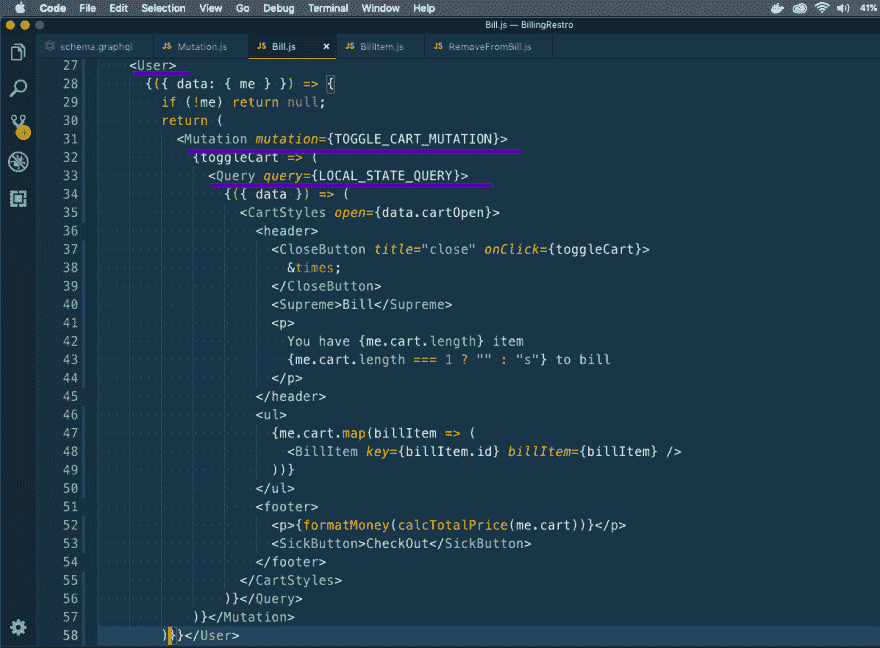 Code File Edit Selection View Go Debug Terminal Window Help 41%
Bill.js — BillingRestro
schema.graphql JS Mutation.js JS Bill.js × JS BillItem.js JS RemoveFromBill.js
27 <User>
28 {({ data: { me } }) => {
29 if (!me) return null;
30 return (
31 <Mutation mutation={TOGGLE_CART_MUTATION}>
32 {toggleCart => (
33 <Query query={LOCAL_STATE_QUERY}>
34 {({ data }) => (
35 <CartStyles open={data.cartOpen}>
36 <header>
37 <CloseButton title="close" onClick={toggleCart}>
38 &times;
39 </CloseButton>
40 <Supreme>Bill</Supreme>
41 <p>
42 You have {me.cart.length} item
43 {me.cart.length === 1 ? "" : "s"} to bill
44 </p>
45 </header>
46 <ul>
47 {me.cart.map(billItem => (
48 <BillItem key={billItem.id} billItem={billItem} />
49 ))}
50 </ul>
51 <footer>
52 <p>{formatMoney(calcTotalPrice(me.cart))}</p>
53 <SickButton>CheckOut</SickButton>
54 </footer>
55 </CartStyles>
56 )}</Query>
57 )}</Mutation>
58 )}}</User>